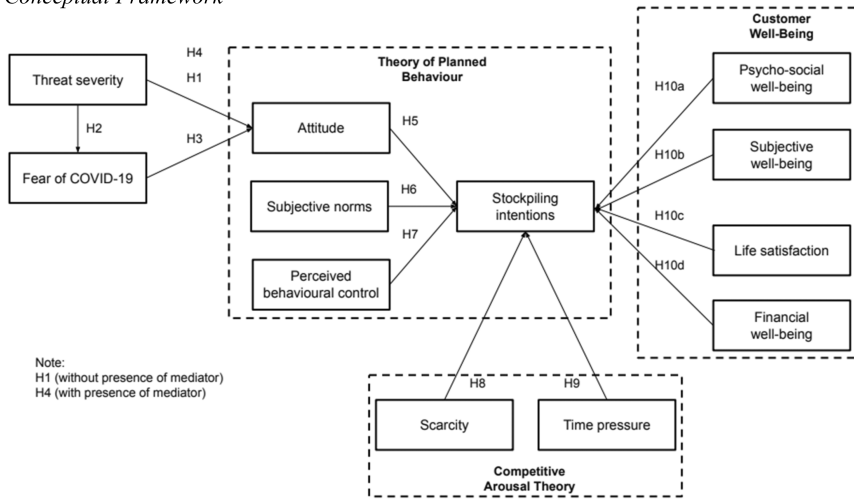 Conceptual Framework
Customer
Well-Being
H4
H1
Threat severity
H2
H3
Fear of COVID-19
Theory of Planned
Behaviour
Attitude
H5
Subjective norms
H6
H7
Perceived
behavioural control
Stockpiling
intentions
H10a
Psycho-social
well-being
H10b
Subjective
well-being
H10c
Life satisfaction
H10d
Financial
well-being
Note:
H1 (without presence of mediator)
H4 (with presence of mediator)
H8
H9
Scarcity
Time pressure
Competitive
Arousal Theory